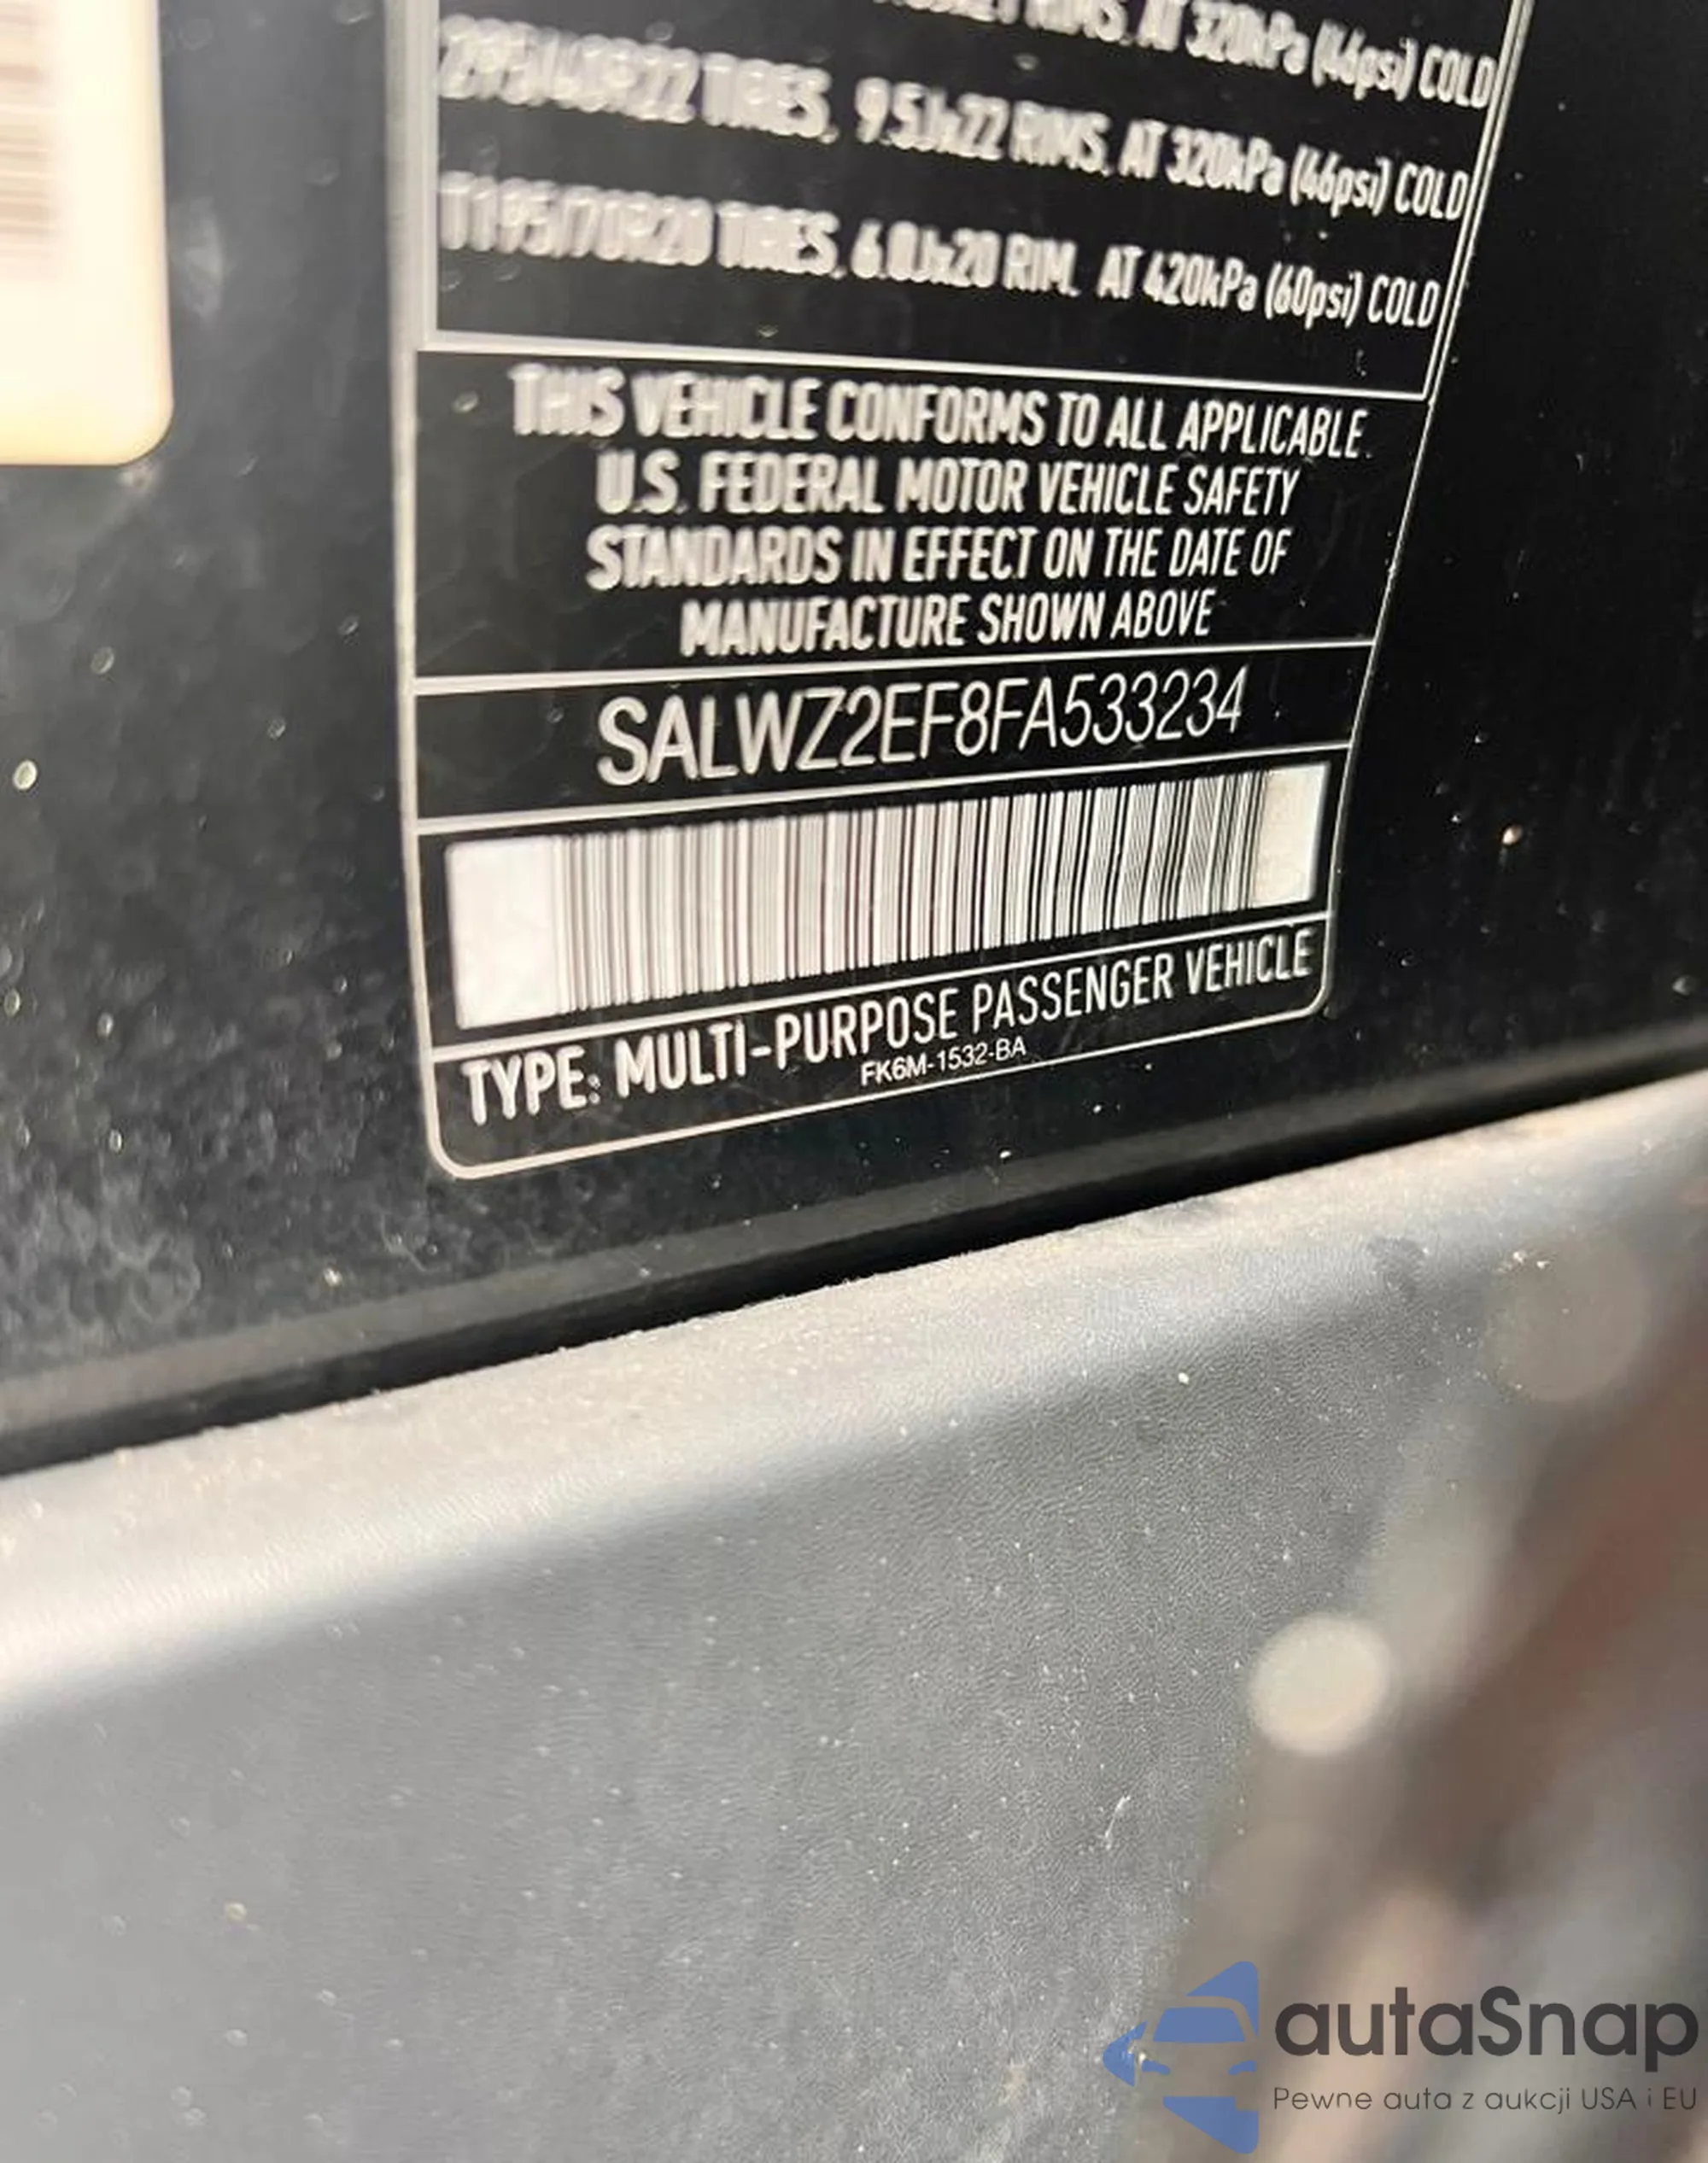 RIMS, AT 320kPa (46psi) COLD
295/40R22 TIRES, 9.5Jx22 RIMS, AT 320kPa (46psi) COLD
T195/70R20 TIRES, 6.0Jx20 RIM, AT 420kPa (60psi) COLD
THIS VEHICLE CONFORMS TO ALL APPLICABLE
U.S. FEDERAL MOTOR VEHICLE SAFETY
STANDARDS IN EFFECT ON THE DATE OF
MANUFACTURE SHOWN ABOVE
SALWZ2EF8FA533234
TYPE: MULTI-PURPOSE PASSENGER VEHICLE
FK6M-1532-BA
autaSnap
Pewne auta z aukcji USA i EU